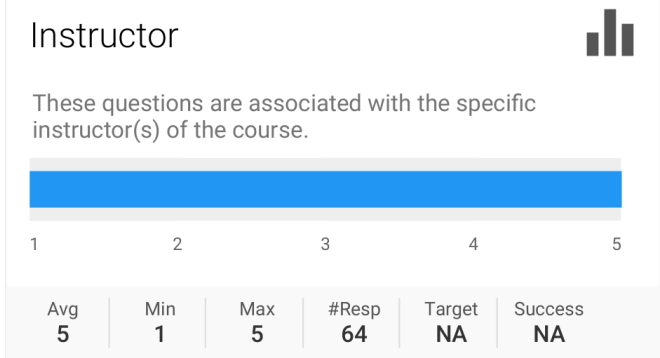 Instructor
These questions are associated with the specific
instructor(s) of the course.
1 2 3 4 5
Avg Min Max #Resp Target Success
5 1 5 64 NA NA